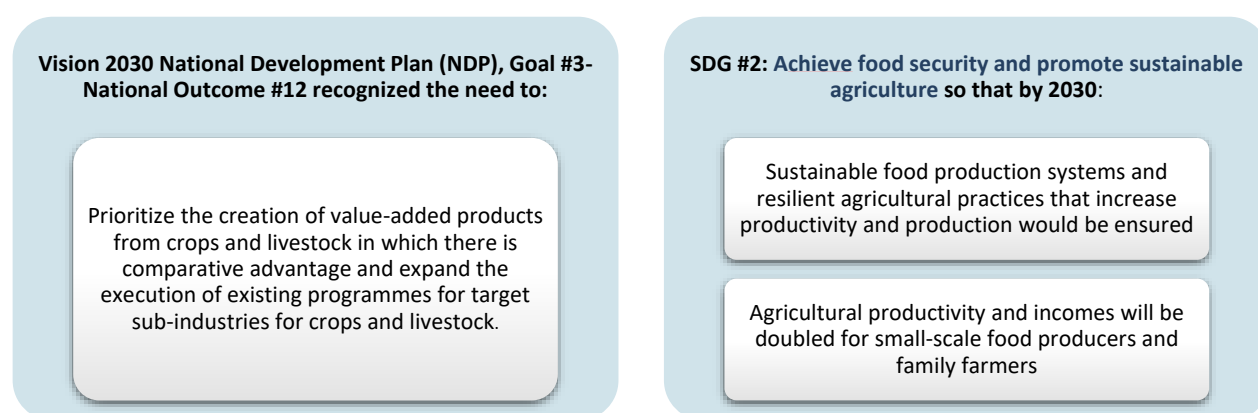 Vision 2030 National Development Plan (NDP), Goal #3-
National Outcome #12 recognized the need to:
Prioritize the creation of value-added products
from crops and livestock in which there is
comparative advantage and expand the
execution of existing programmes for target
sub-industries for crops and livestock.
SDG #2: Achieve food security and promote sustainable
agriculture so that by 2030:
Sustainable food production systems and
resilient agricultural practices that increase
productivity and production would be ensured
Agricultural productivity and incomes will be
doubled for small-scale food producers and
family farmers